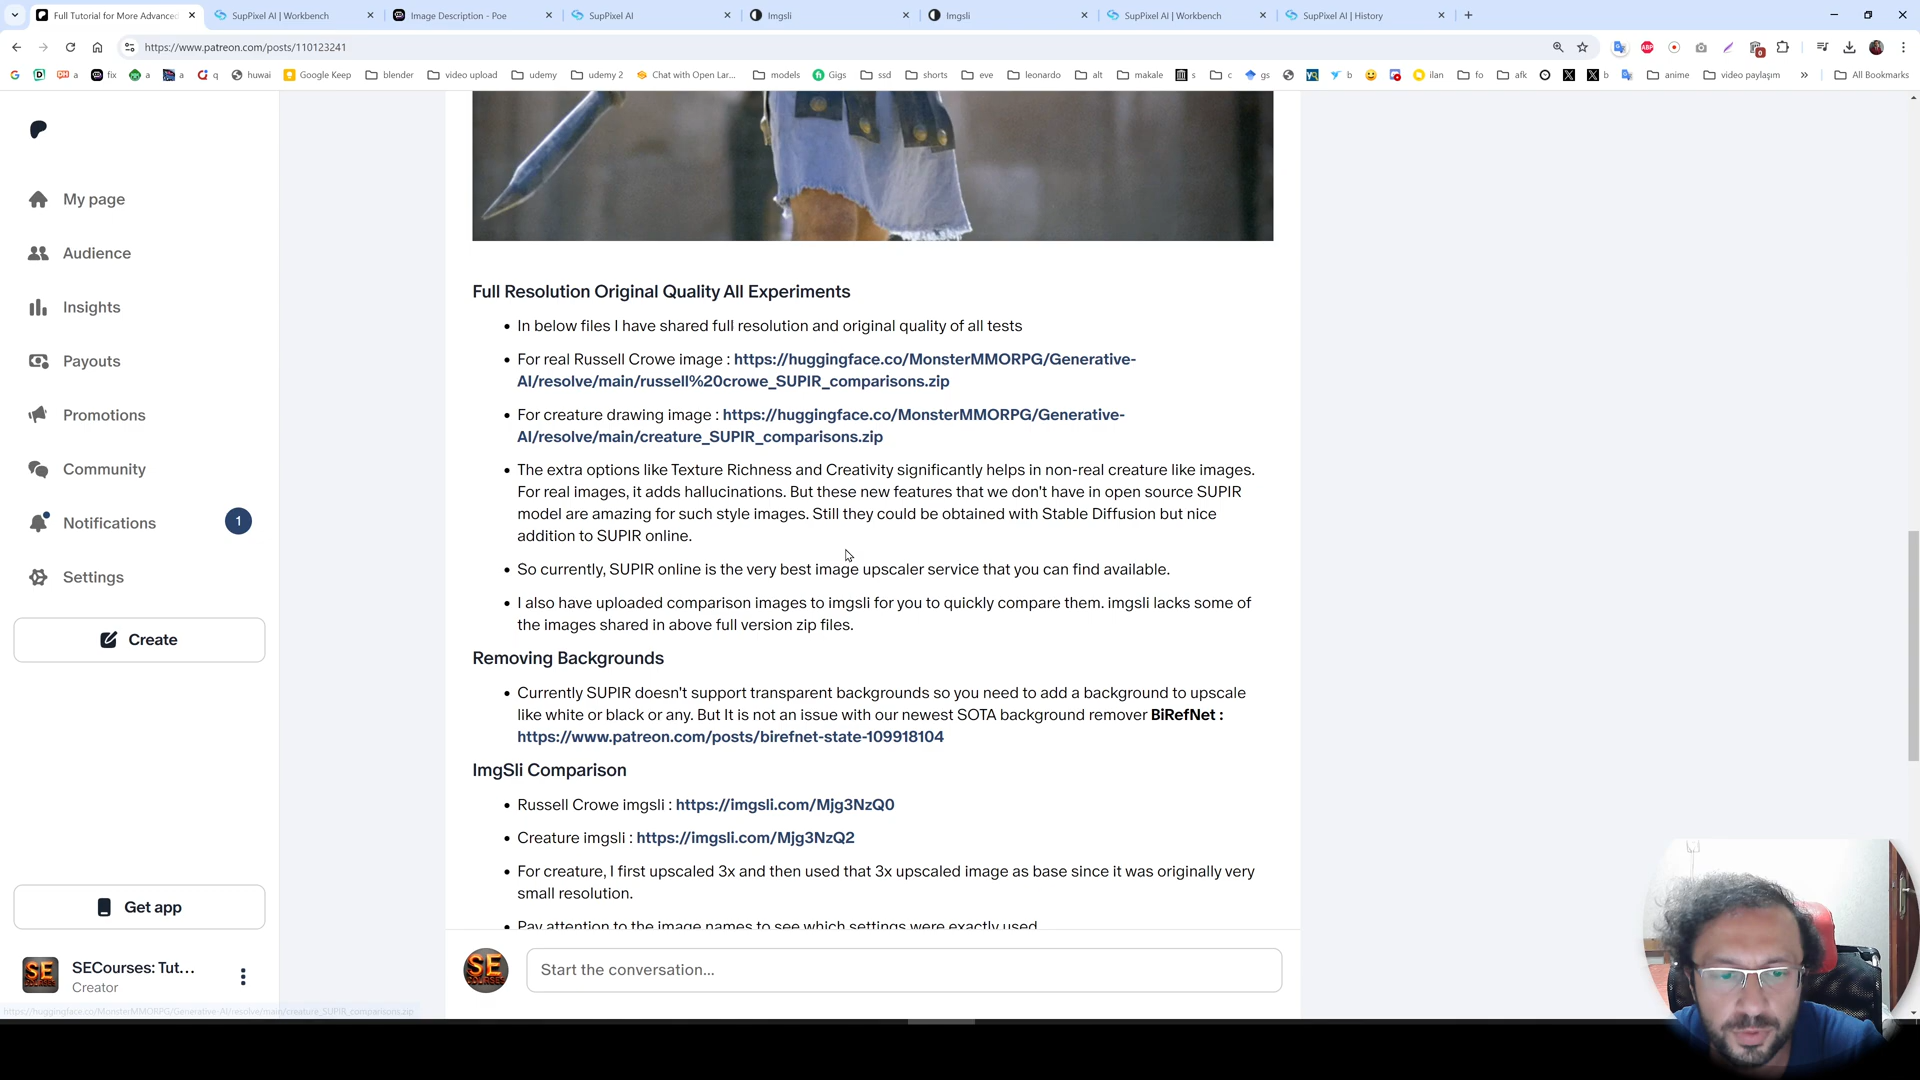 Full Tutorial for More Advanced
SupPixel AI | Workbench
Image Description - Poe
SupPixel AI
Imgsli
Imgsli
SupPixel AI | Workbench
SupPixel AI | History
https://www.patreon.com/posts/110123241
a
fix
a
a
q
huwai
Google Keep
blender
video upload
udemy
udemy 2
Chat with Open Lar...
models
Gigs
ssd
shorts
eve
leonardo
alt
makale
s
c
gs
b
ilan
fo
afk
b
anime
video paylaşım
All Bookmarks
My page
Audience
Insights
Payouts
Promotions
Community
Notifications
1
Settings
Create
Get app
SECourses: Tut...
Creator
Full Resolution Original Quality All Experiments
• In below files I have shared full resolution and original quality of all tests
• For real Russell Crowe image : https://huggingface.co/MonsterMMORPG/Generative-
AI/resolve/main/russell%20crowe_SUPIR_comparisons.zip
• For creature drawing image : https://huggingface.co/MonsterMMORPG/Generative-
AI/resolve/main/creature_SUPIR_comparisons.zip
• The extra options like Texture Richness and Creativity significantly helps in non-real creature like images.
For real images, it adds hallucinations. But these new features that we don't have in open source SUPIR
model are amazing for such style images. Still they could be obtained with Stable Diffusion but nice
addition to SUPIR online.
• So currently, SUPIR online is the very best image upscaler service that you can find available.
• I also have uploaded comparison images to imgsli for you to quickly compare them. imgsli lacks some of
the images shared in above full version zip files.
Removing Backgrounds
• Currently SUPIR doesn't support transparent backgrounds so you need to add a background to upscale
like white or black or any. But It is not an issue with our newest SOTA background remover BiRefNet :
https://www.patreon.com/posts/birefnet-state-109918104
ImgSli Comparison
• Russell Crowe imgsli : https://imgsli.com/Mjg3NzQ0
• Creature imgsli : https://imgsli.com/Mjg3NzQ2
• For creature, I first upscaled 3x and then used that 3x upscaled image as base since it was originally very
small resolution.
• Pay attention to the image names to see which settings were exactly used
SE
Start the conversation...
https://huggingface.co/MonsterMMORPG/Generative-AI/resolve/main/creature_SUPIR_comparisons.zip